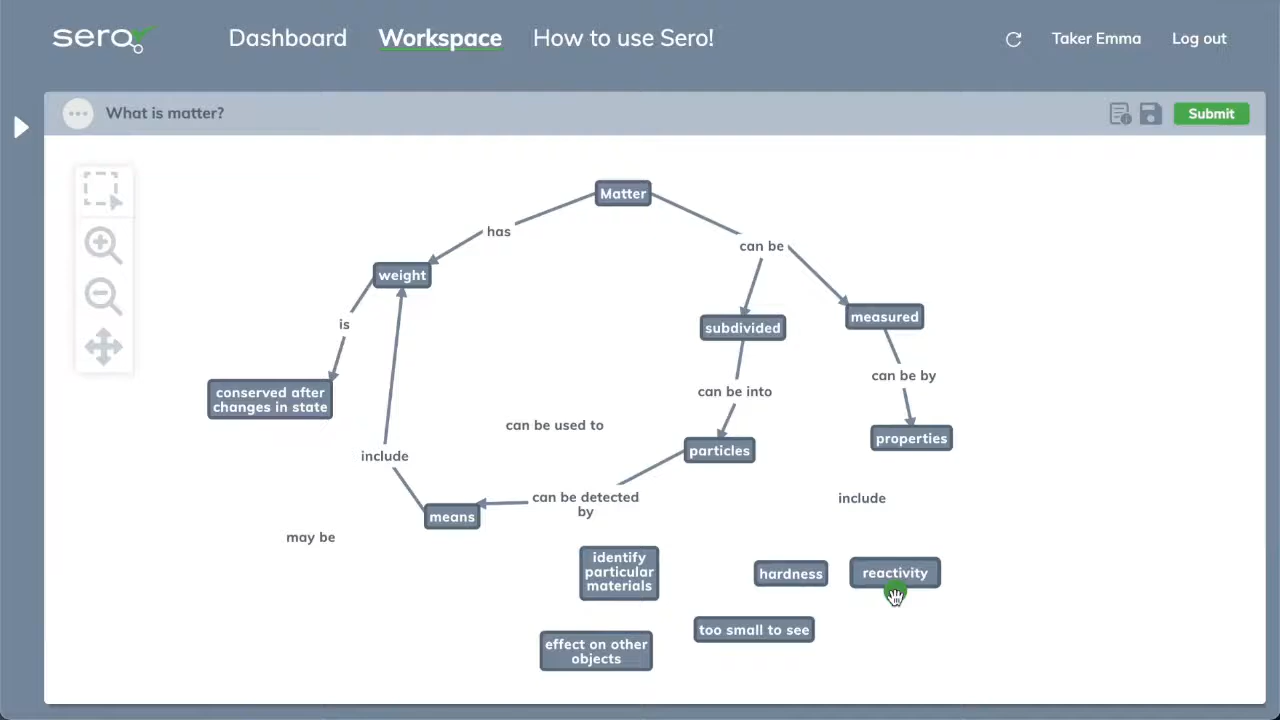 sero
Dashboard
Workspace
How to use Sero!
Taker Emma
Log out
What is matter?
Submit
Matter
has
can be
weight
measured
is
subdivided
can be by
conserved after
changes in state
can be into
can be used to
properties
particles
include
can be detected
by
include
means
may be
identify
particular
materials
hardness
reactivity
too small to see
effect on other
objects